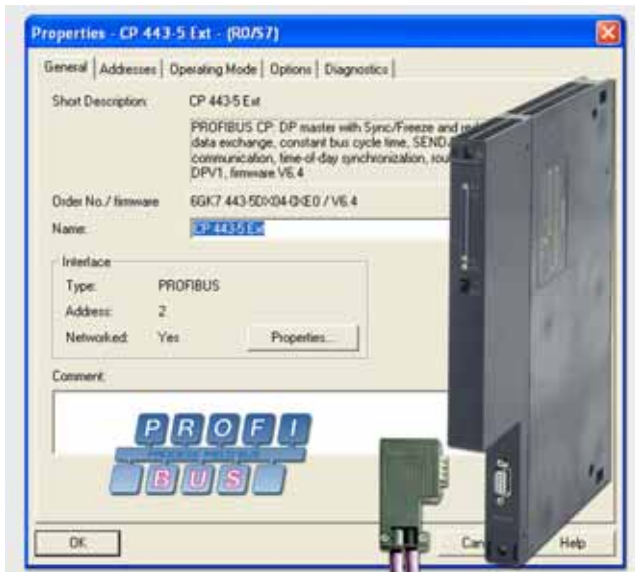 Properties - CP 443-5 Ext - (R0/S7)
General Addresses Operating Mode Options Diagnostics
Short Description: CP 443-5 Ext
PROFIBUS CP: DP master with Sync/Freeze and
data exchange, constant bus cycle time,
communication, time-of-day synchronization,
DPV1, firmware V6.4
Order No./ firmware 6GK7 443-5DX04-0XE0 / V6.4
Name: CP 443-5 Ext
Interface
Type: PROFIBUS
Address: 2
Networked: Yes Properties...
Comment:
PROFI
BUS
OK Help